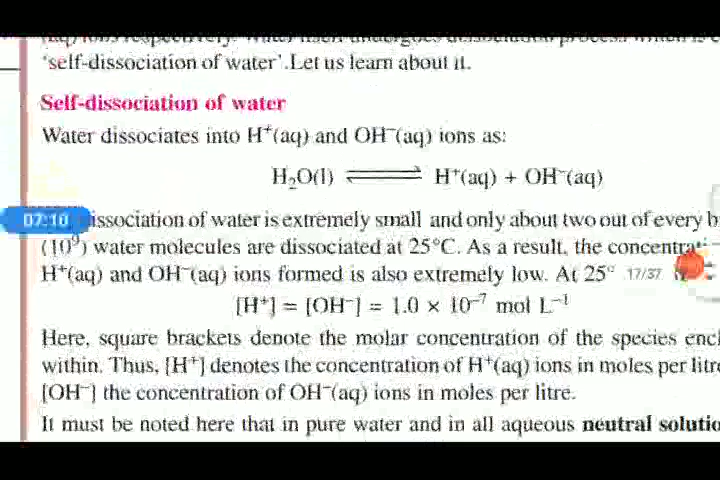 'self-dissociation of water'. Let us learn about it.
Self-dissociation of water
Water dissociates into H⁺(aq) and OH⁻(aq) ions as:
H₂O(l) ⇌ H⁺(aq) + OH⁻(aq)
07:10
dissociation of water is extremely small and only about two out of every b
(10⁹) water molecules are dissociated at 25°C. As a result, the concentrati
H⁺(aq) and OH⁻(aq) ions formed is also extremely low. At 25°
17/37
[H⁺] = [OH⁻] = 1.0 × 10⁻⁷ mol L⁻¹
Here, square brackets denote the molar concentration of the species encl
within. Thus, [H⁺] denotes the concentration of H⁺(aq) ions in moles per litre
[OH⁻] the concentration of OH⁻(aq) ions in moles per litre.
It must be noted here that in pure water and in all aqueous neutral solutio